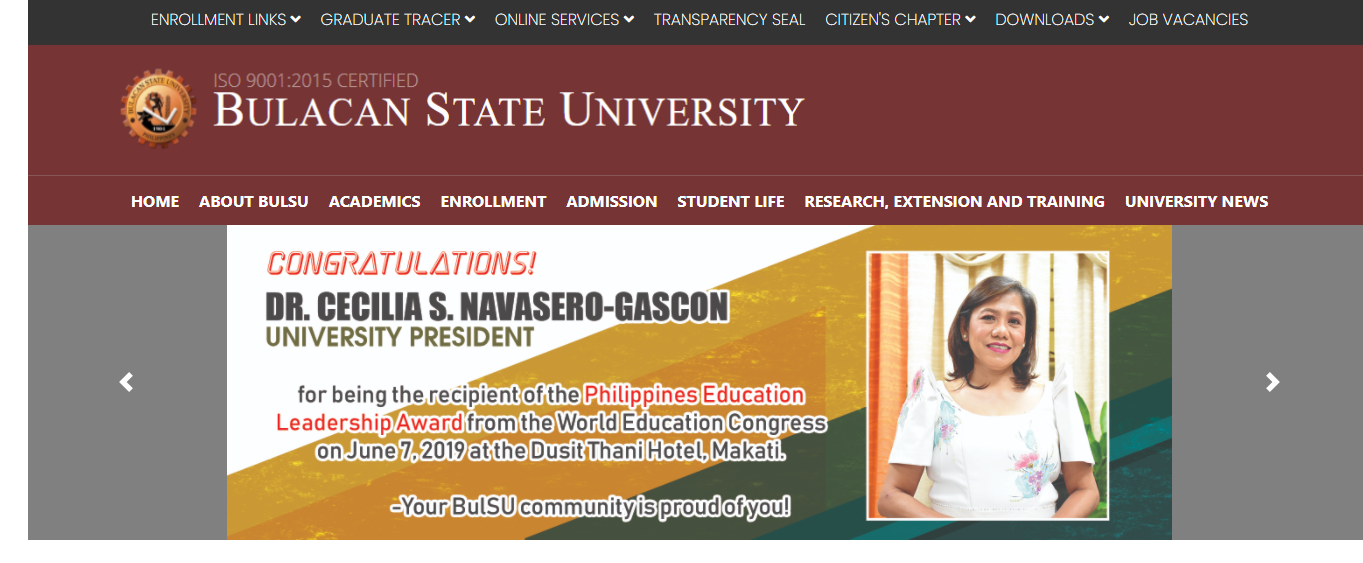 ENROLLMENT LINKS GRADUATE TRACER ONLINE SERVICES TRANSPARENCY SEAL CITIZEN'S CHAPTER DOWNLOADS JOB VACANCIES
ISO 9001:2015 CERTIFIED
BULACAN STATE UNIVERSITY
HOME ABOUT BULSU ACADEMICS ENROLLMENT ADMISSION STUDENT LIFE RESEARCH, EXTENSION AND TRAINING UNIVERSITY NEWS
CONGRATULATIONS!
DR. CECILIA S. NAVASERO-GASCON
UNIVERSITY PRESIDENT
for being the recipient of the Philippines Education
Leadership Award from the World Education Congress
on June 7, 2019 at the Dusit Thani Hotel, Makati.
-Your BulSU community is proud of you!